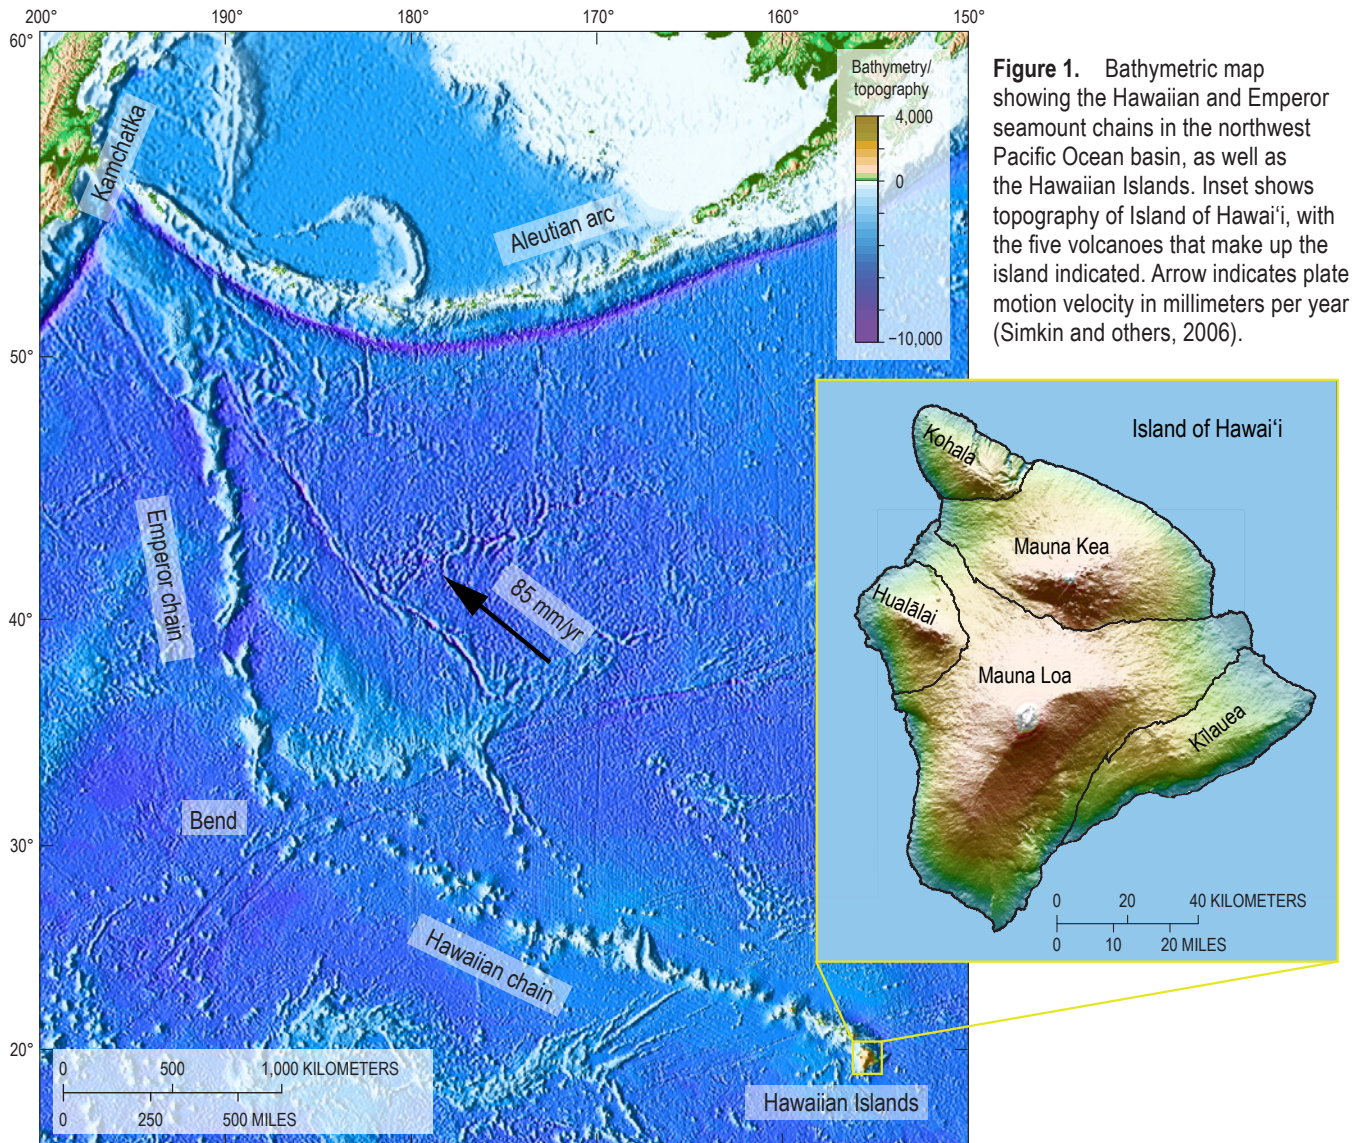 200°
190°
180°
170°
160°
150°
60°
50°
40°
30°
20°
Kamchatka
Aleutian arc
Bathymetry/
topography
4,000
0
−10,000
Emperor chain
85 mm/yr
Bend
Hawaiian chain
Hawaiian Islands
0 500 1,000 KILOMETERS
0 250 500 MILES
Figure 1. Bathymetric map
showing the Hawaiian and Emperor
seamount chains in the northwest
Pacific Ocean basin, as well as
the Hawaiian Islands. Inset shows
topography of Island of Hawai‘i, with
the five volcanoes that make up the
island indicated. Arrow indicates plate
motion velocity in millimeters per year
(Simkin and others, 2006).
Island of Hawai‘i
Kohala
Mauna Kea
Hualālai
Mauna Loa
Kīlauea
0 20 40 KILOMETERS
0 10 20 MILES